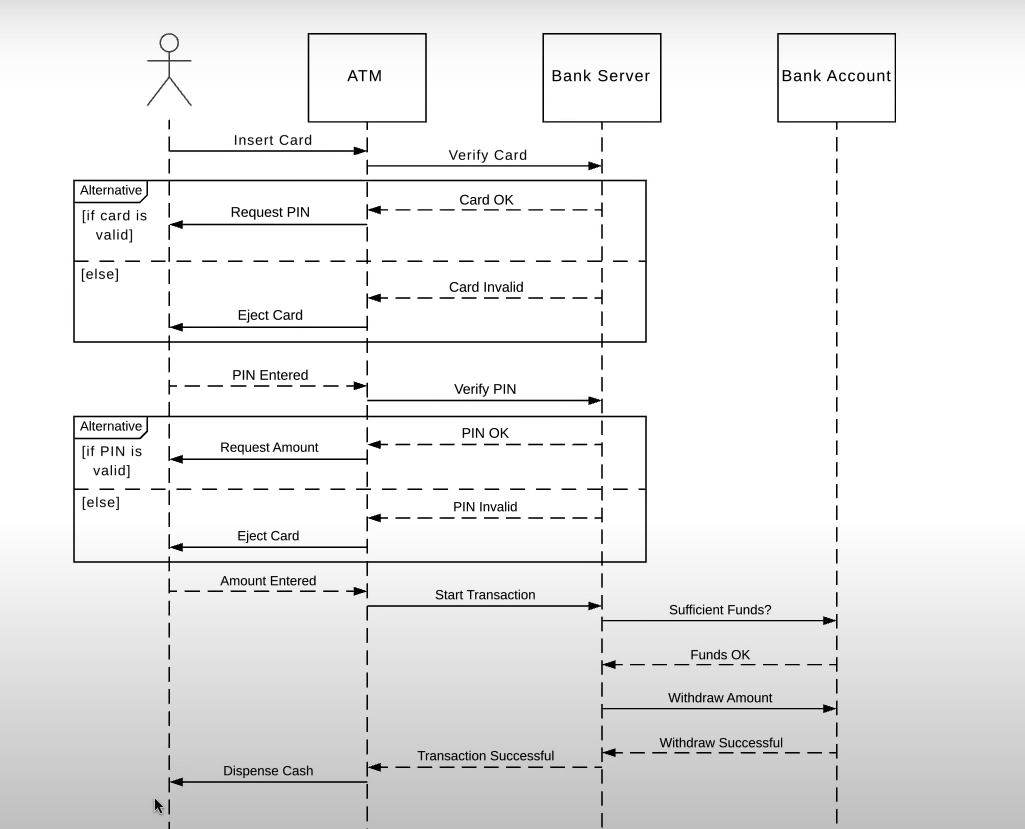 ATM
Bank Server
Bank Account
Insert Card
Verify Card
Alternative
[if card is
valid]
Card OK
Request PIN
[else]
Card Invalid
Eject Card
PIN Entered
Verify PIN
Alternative
[if PIN is
valid]
PIN OK
Request Amount
[else]
PIN Invalid
Eject Card
Amount Entered
Start Transaction
Sufficient Funds?
Funds OK
Withdraw Amount
Withdraw Successful
Transaction Successful
Dispense Cash